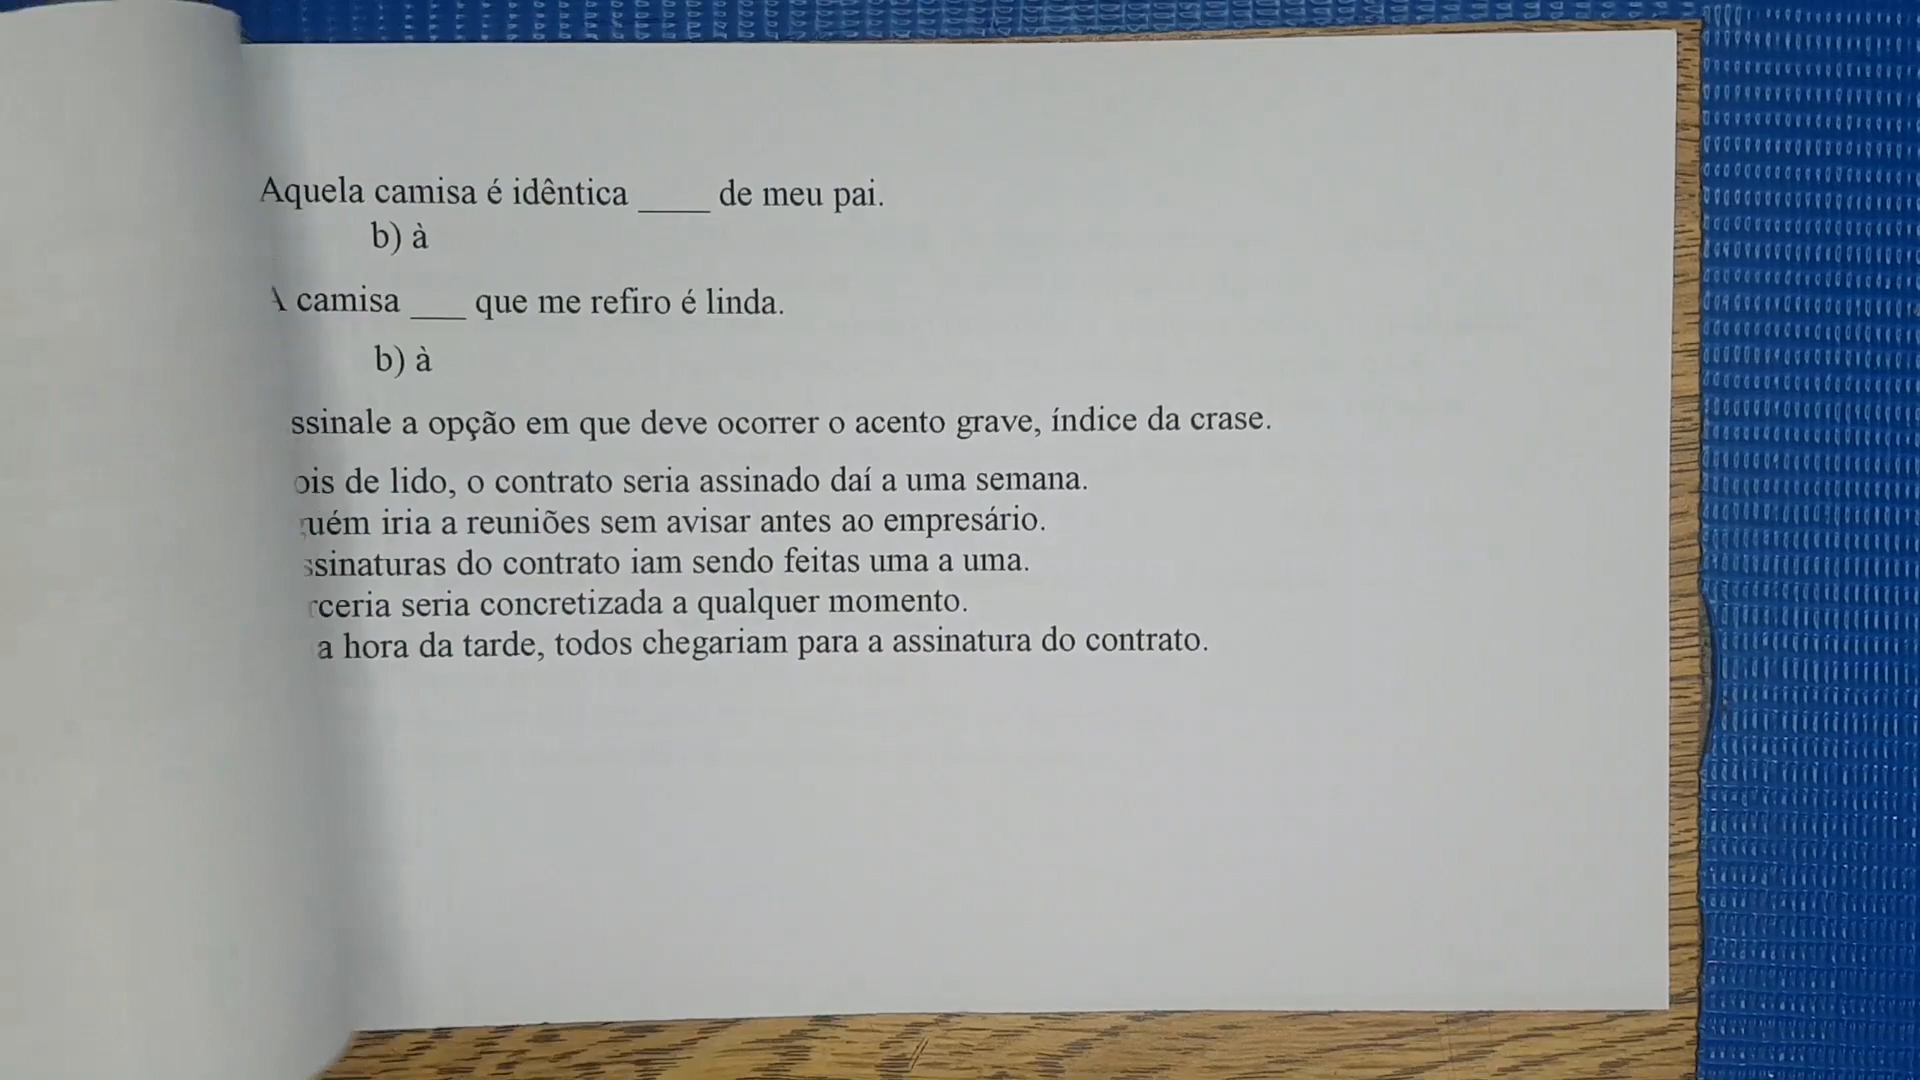 Aquela camisa é idêntica ____ de meu pai.
b) à
A camisa ___ que me refiro é linda.
b) à
ssinale a opção em que deve ocorrer o acento grave, índice da crase.
de lido, o contrato seria assinado daí a uma semana.
iria a reuniões sem avisar antes ao empresário.
ssinaturas do contrato iam sendo feitas uma a uma.
seria concretizada a qualquer momento.
a hora da tarde, todos chegariam para a assinatura do contrato.